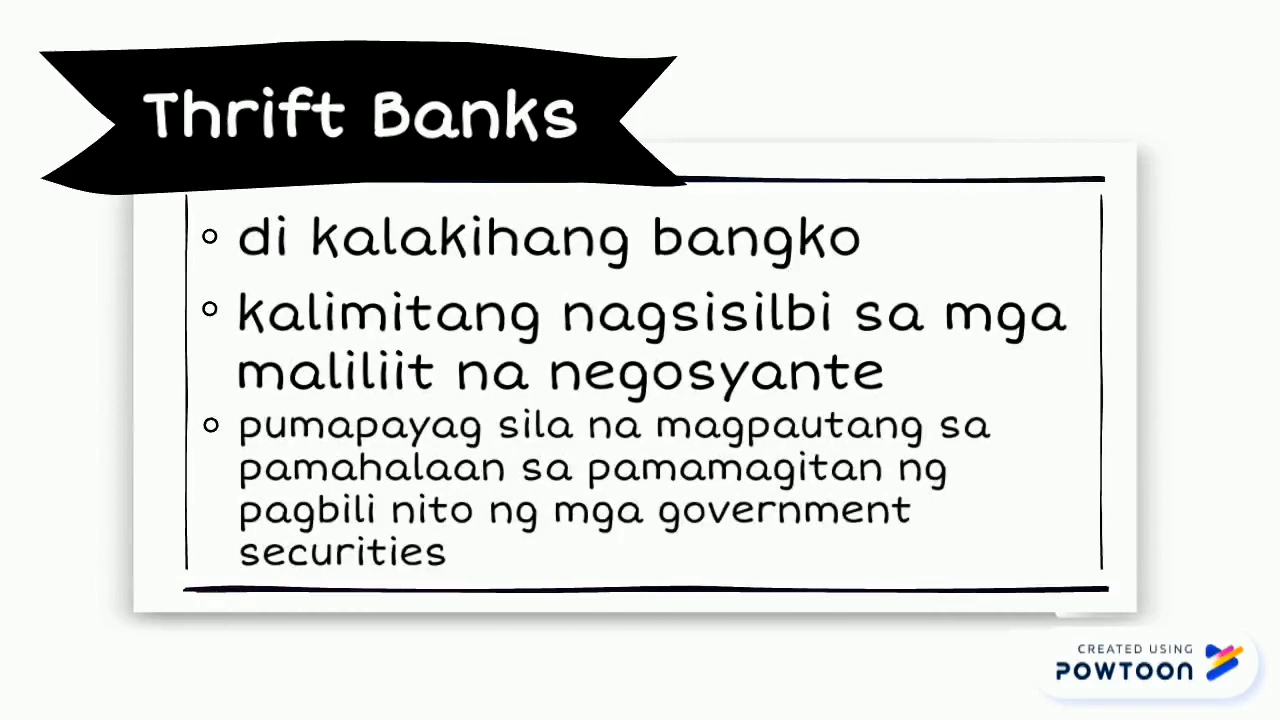 Thrift Banks
di kalakihang bangko
kalimitang nagsisilbi sa mga
maliliit na negosyante
pumapayag sila na magpautang sa
pamahalaan sa pamamagitan ng
pagbili nito ng mga government
securities
CREATED USING
POWTOON